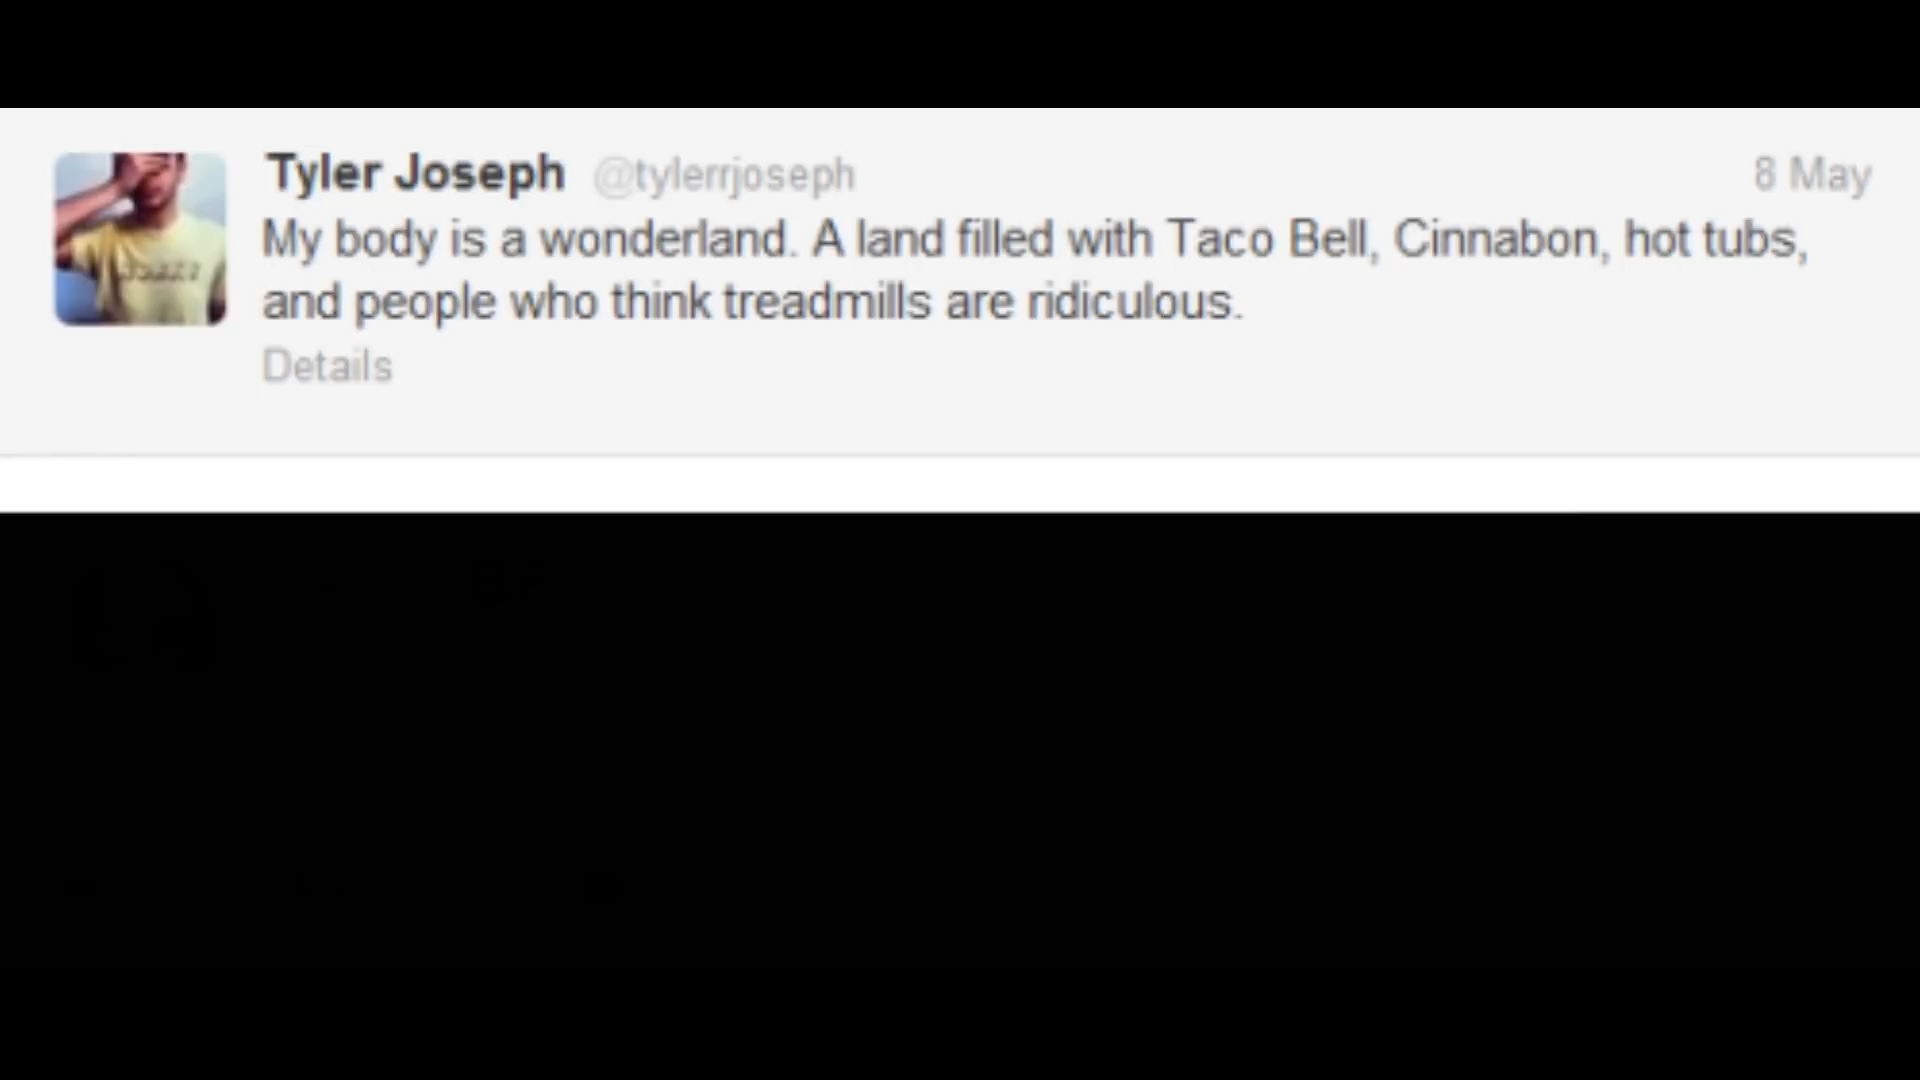 Tyler Joseph @tylerrjoseph 8 May
My body is a wonderland. A land filled with Taco Bell, Cinnabon, hot tubs,
and people who think treadmills are ridiculous.
Details